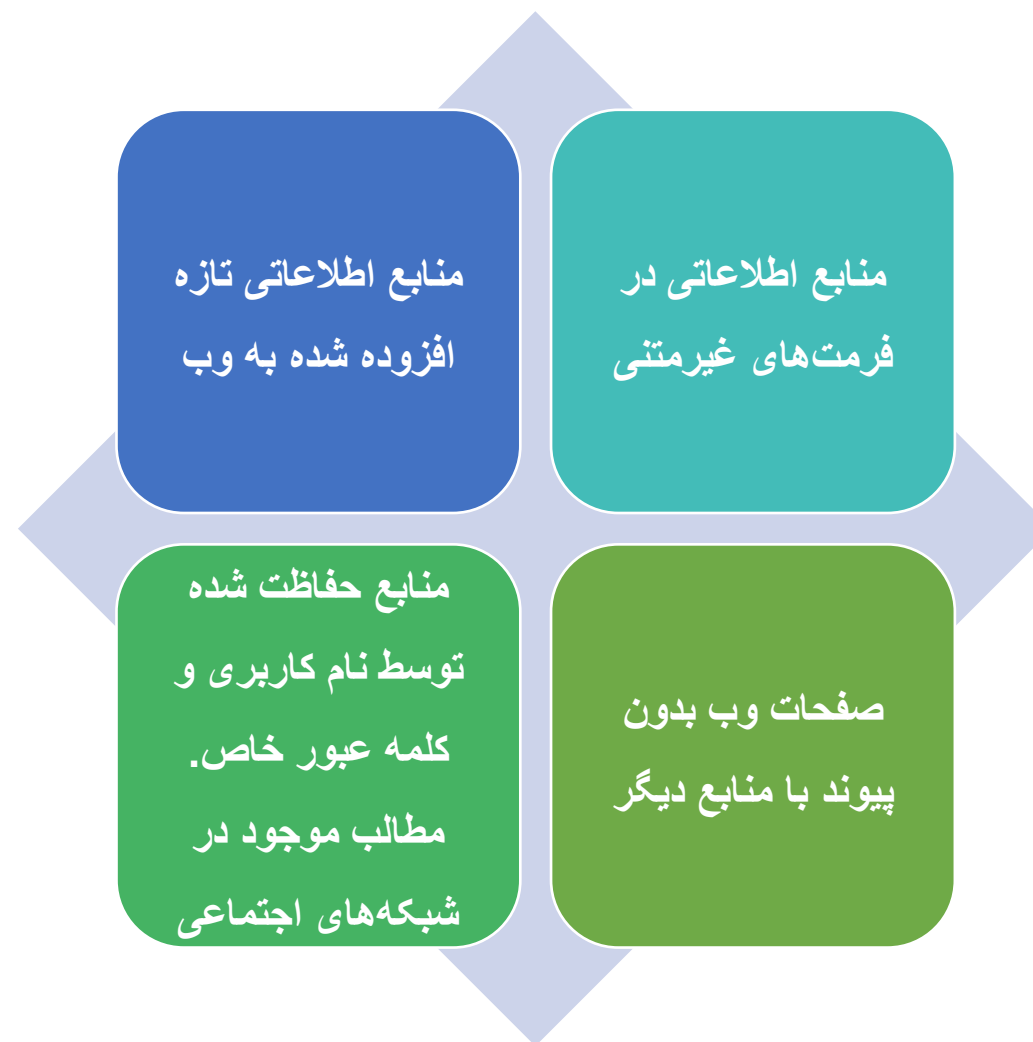 منابع اطلاعاتی در
فرمت‌های غیرمتنی
منابع اطلاعاتی تازه
افزوده شده به وب
صفحات وب بدون
پیوند با منابع دیگر
منابع حفاظت شده
توسط نام کاربری و
کلمه عبور خاص.
مطالب موجود در
شبکه‌های اجتماعی